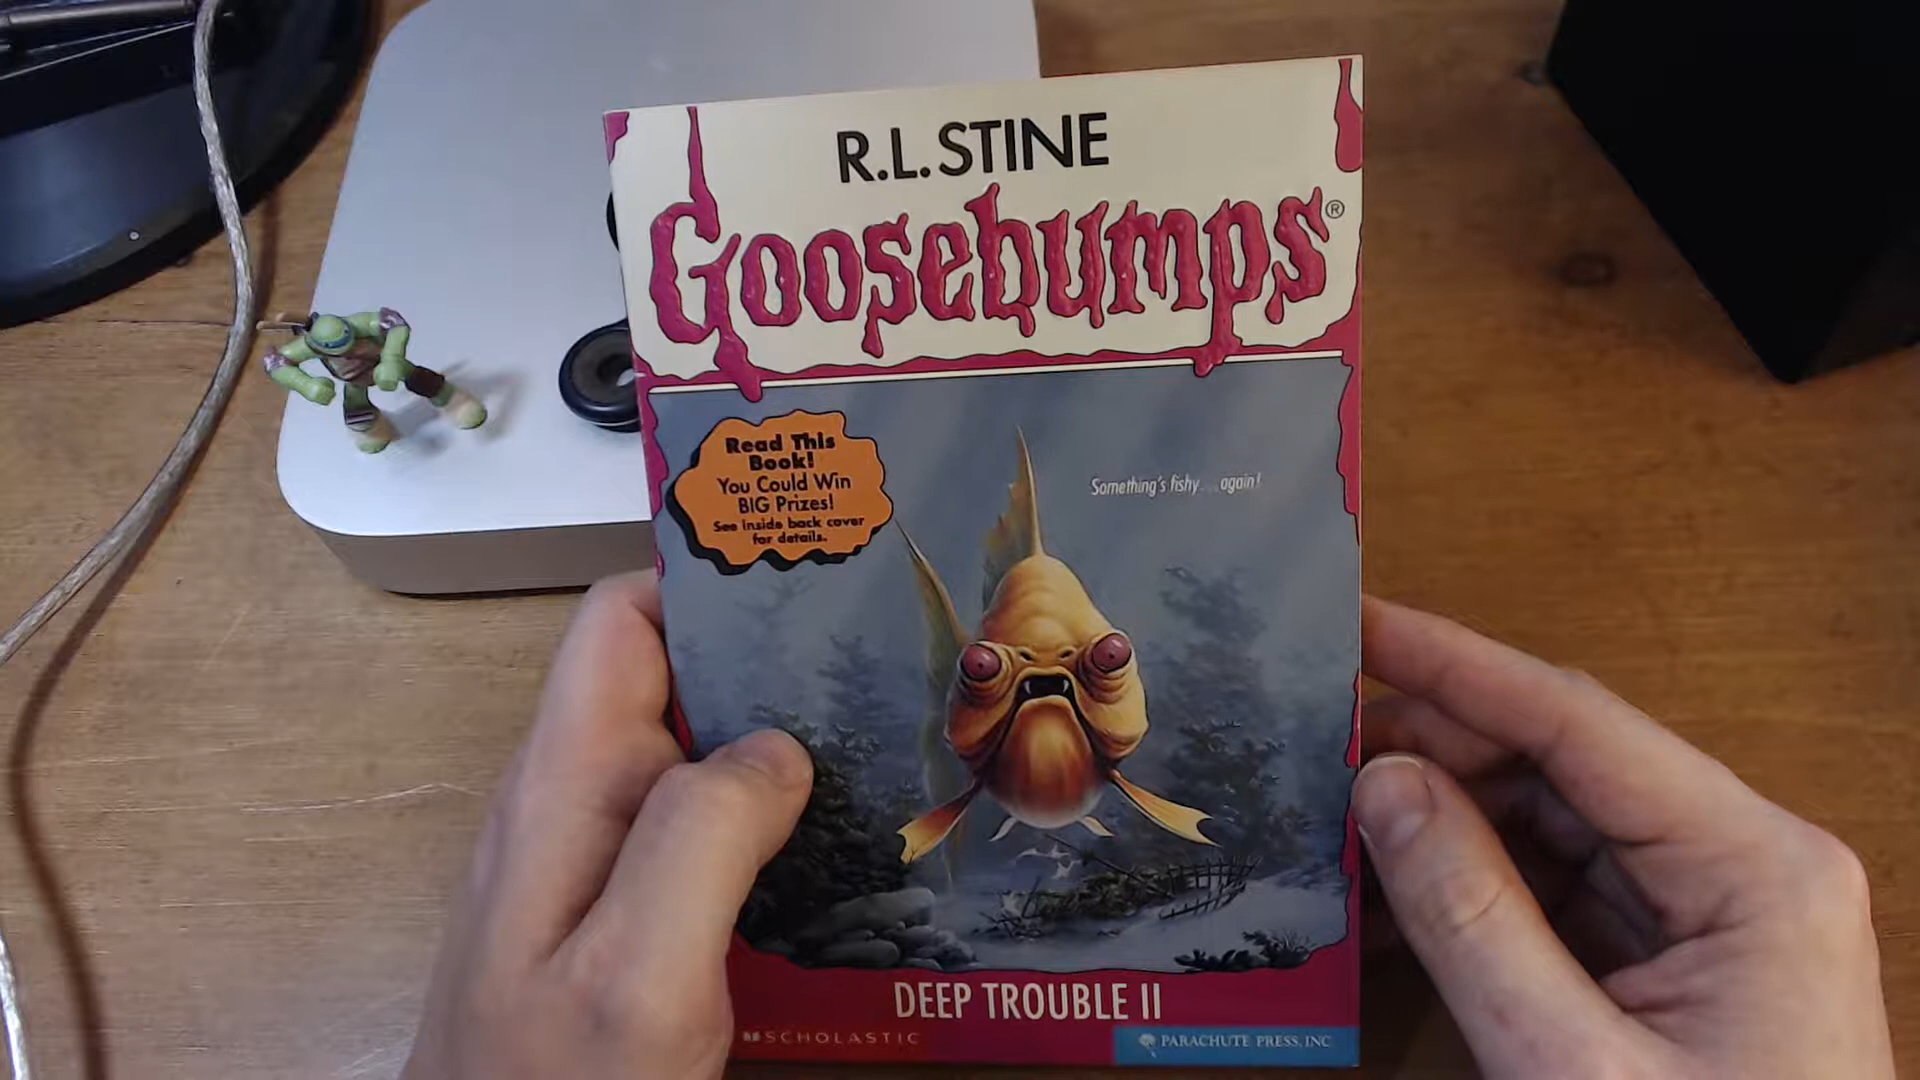 R.L. STINE
Goosebumps®
Read This
Book!
You Could Win
BIG Prizes!
See inside back cover
for details.
Something's fishy...again!
DEEP TROUBLE II
SCHOLASTIC
PARACHUTE PRESS, INC